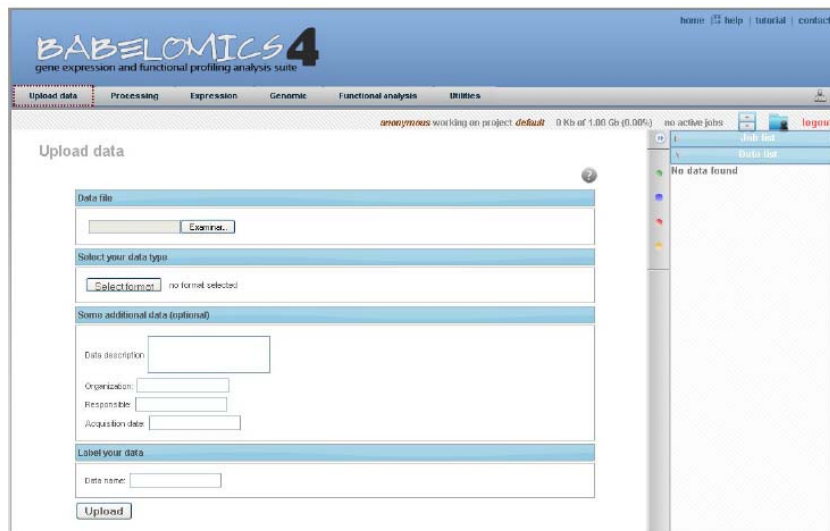 home help | tutorial | contact
BABELOMICS 4
gene expression and functional profiling analysis suite
Upload data Processing Expression Genomic Functional analysis Utilities
anonymous working on project default 0 Kb of 1.00 Gb (0.00%) no active jobs logout
Job list
Data list
No data found
Upload data
Data file
Examinar...
Select your data type
Select format no format selected
Some additional data (optional)
Data description
Organization:
Responsible:
Acquisition date:
Label your data
Data name:
Upload